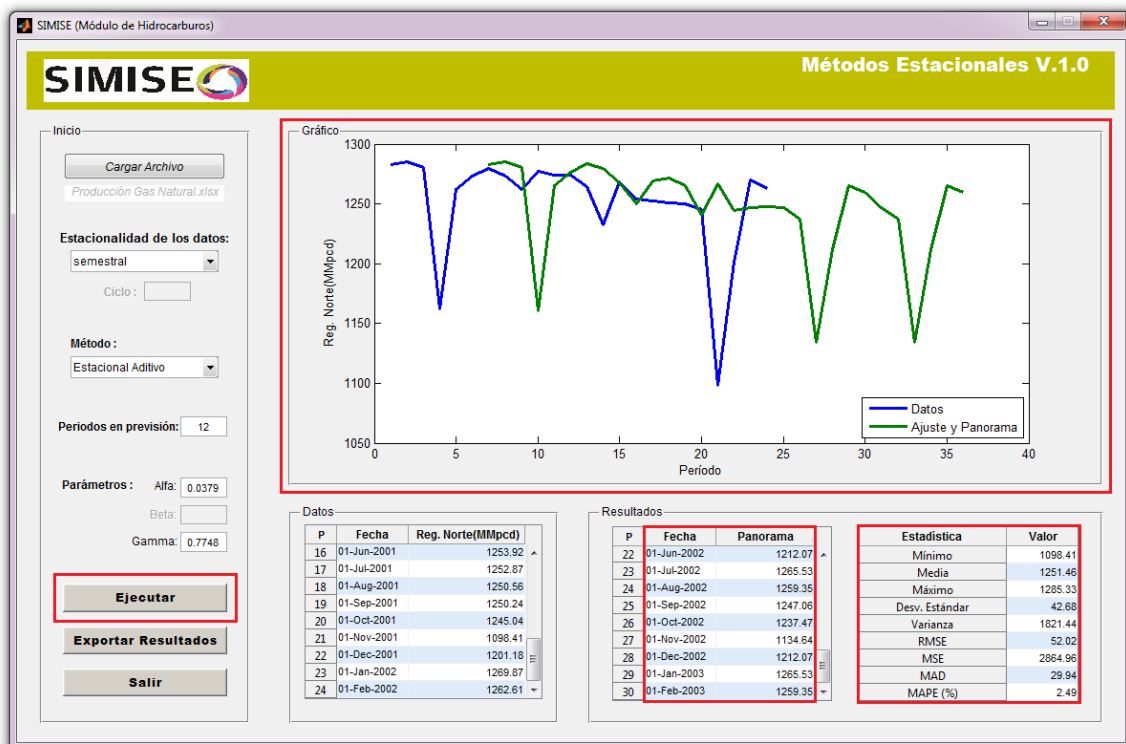 SIMISE (Módulo de Hidrocarburos)
SIMISE
Métodos Estacionales V.1.0
Inicio
Cargar Archivo
Producción Gas Natural.xlsx
Estacionalidad de los datos:
semestral
Ciclo :
Método :
Estacional Aditivo
Periodos en previsión: 12
Parámetros : Alfa: 0.0379
Beta:
Gamma: 0.7748
Ejecutar
Exportar Resultados
Salir
Gráfico
1300
1250
1200
1150
1100
1050
Reg. Norte(MMpcd)
0 5 10 15 20 25 30 35 40
Período
Datos
Ajuste y Panorama
Datos
P Fecha Reg. Norte(MMpcd)
16 01-Jun-2001 1253.92
17 01-Jul-2001 1252.87
18 01-Aug-2001 1250.56
19 01-Sep-2001 1250.24
20 01-Oct-2001 1245.04
21 01-Nov-2001 1098.41
22 01-Dec-2001 1201.18
23 01-Jan-2002 1269.87
24 01-Feb-2002 1262.61
Resultados
P Fecha Panorama
22 01-Jun-2002 1212.07
23 01-Jul-2002 1265.53
24 01-Aug-2002 1259.35
25 01-Sep-2002 1247.06
26 01-Oct-2002 1237.47
27 01-Nov-2002 1134.64
28 01-Dec-2002 1212.07
29 01-Jan-2003 1265.53
30 01-Feb-2003 1259.35
Estadística Valor
Mínimo 1098.41
Media 1251.46
Máximo 1285.33
Desv. Estándar 42.68
Varianza 1821.44
RMSE 52.02
MSE 2864.96
MAD 29.94
MAPE (%) 2.49